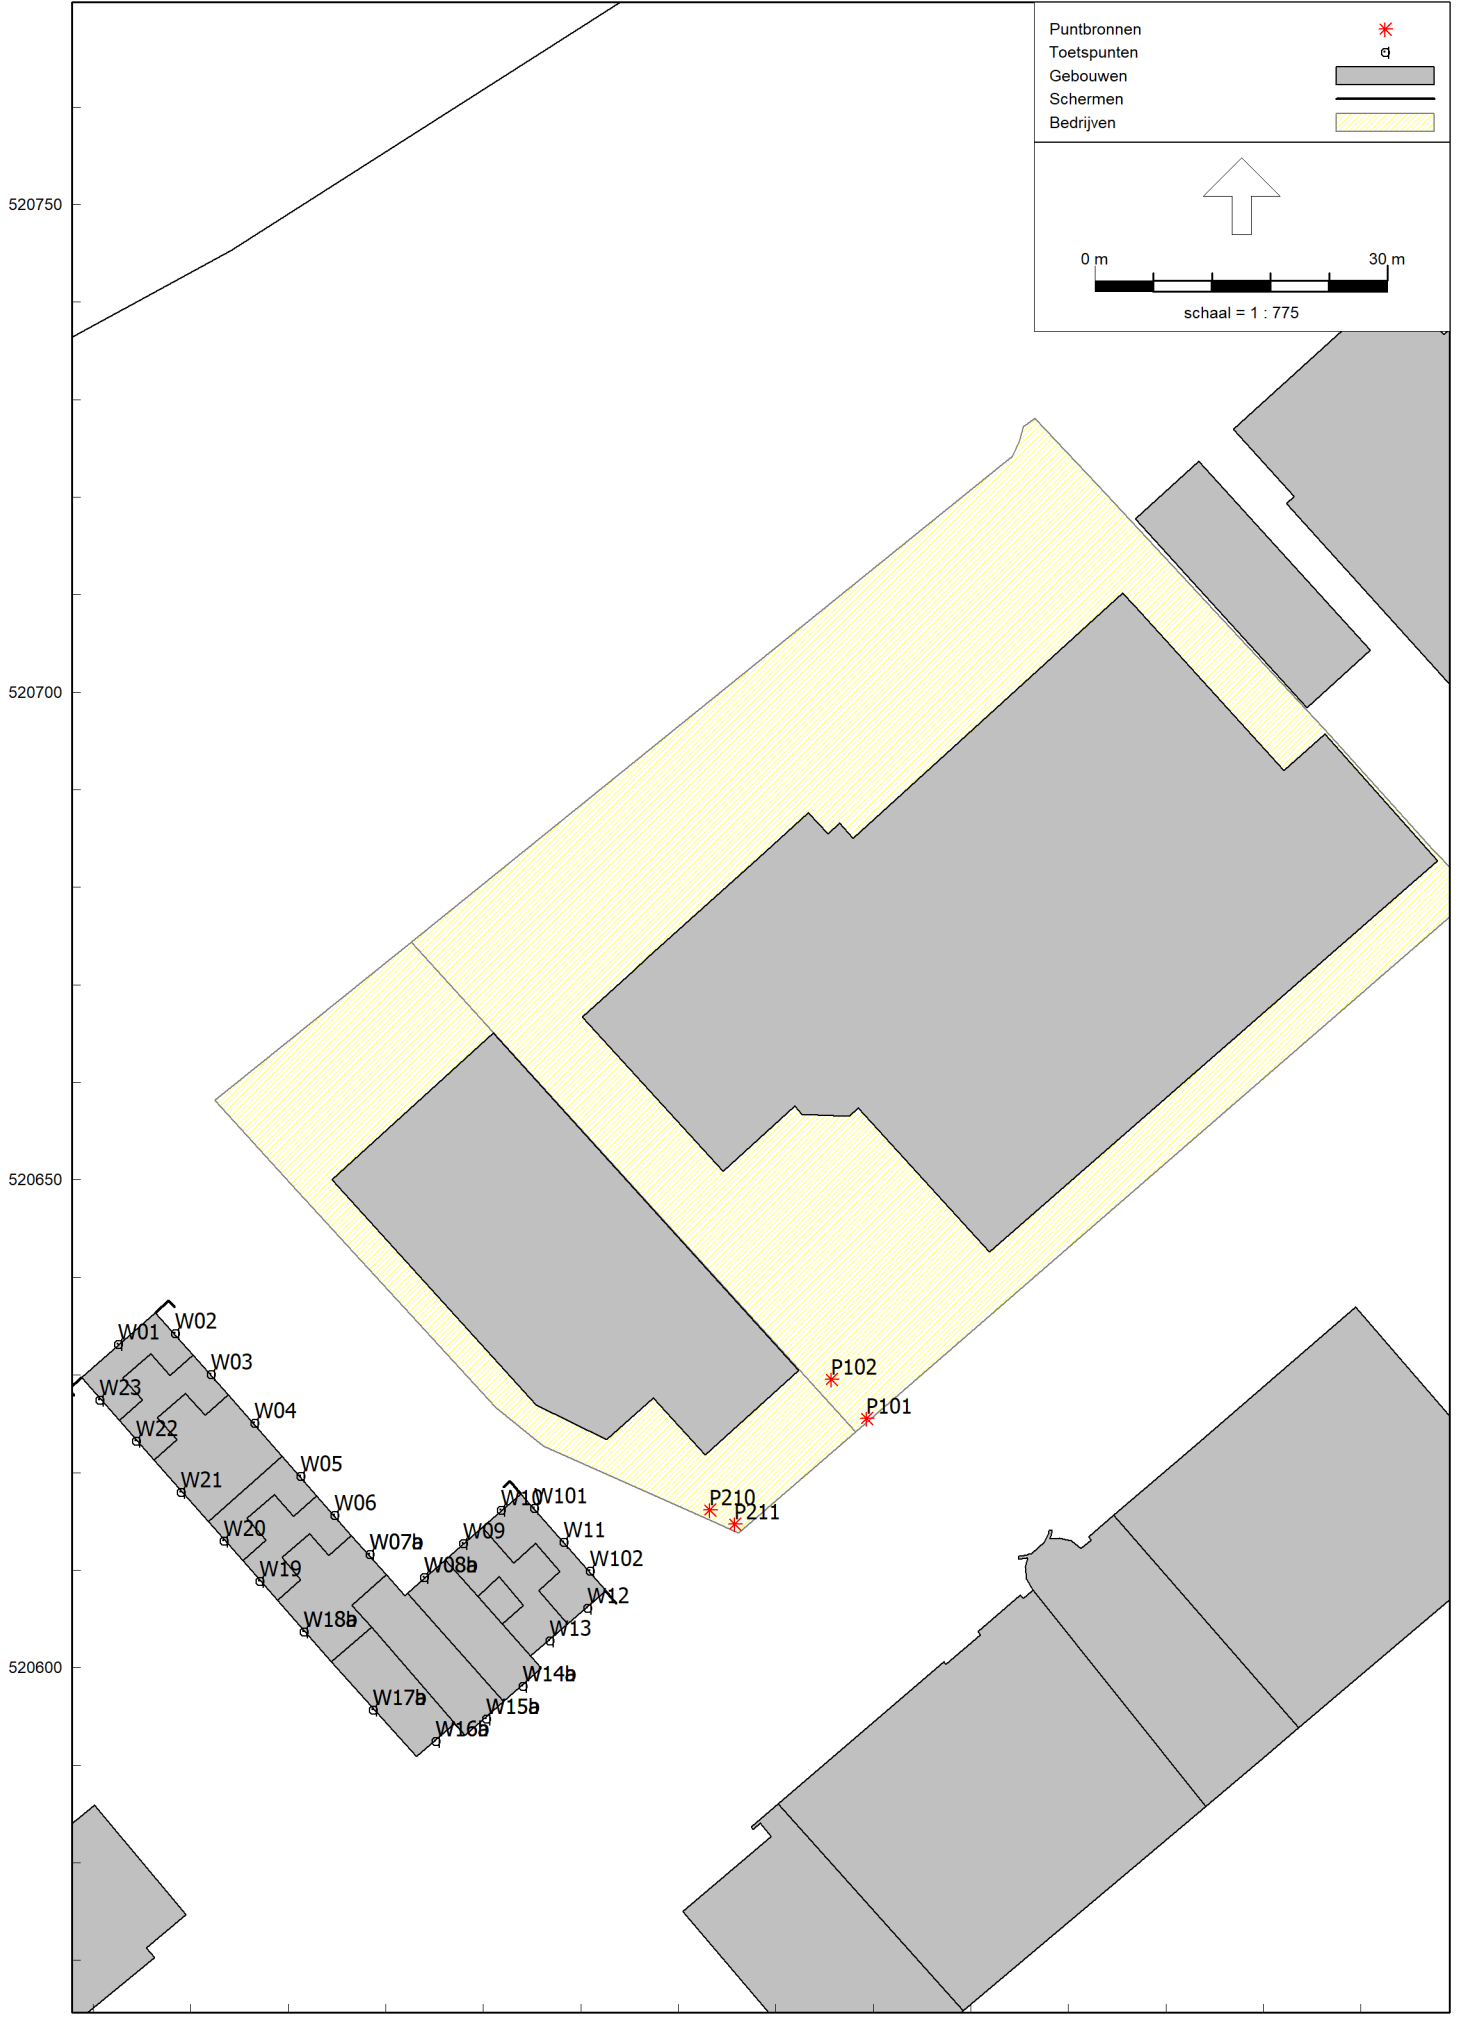 Puntbronnen
Toetspunten
Gebouwen
Schermen
Bedrijven
0 m 30 m
schaal = 1 : 775
520750
520700
520650
520600
W01
W02
W03
W23
W04
W22
W05
W21
W06
W20
W07b
W19
W08b
W09
W10
W101
W11
W102
W12
W13
W18b
W14b
W17b
W15b
W16b
P102
P101
P210
P211